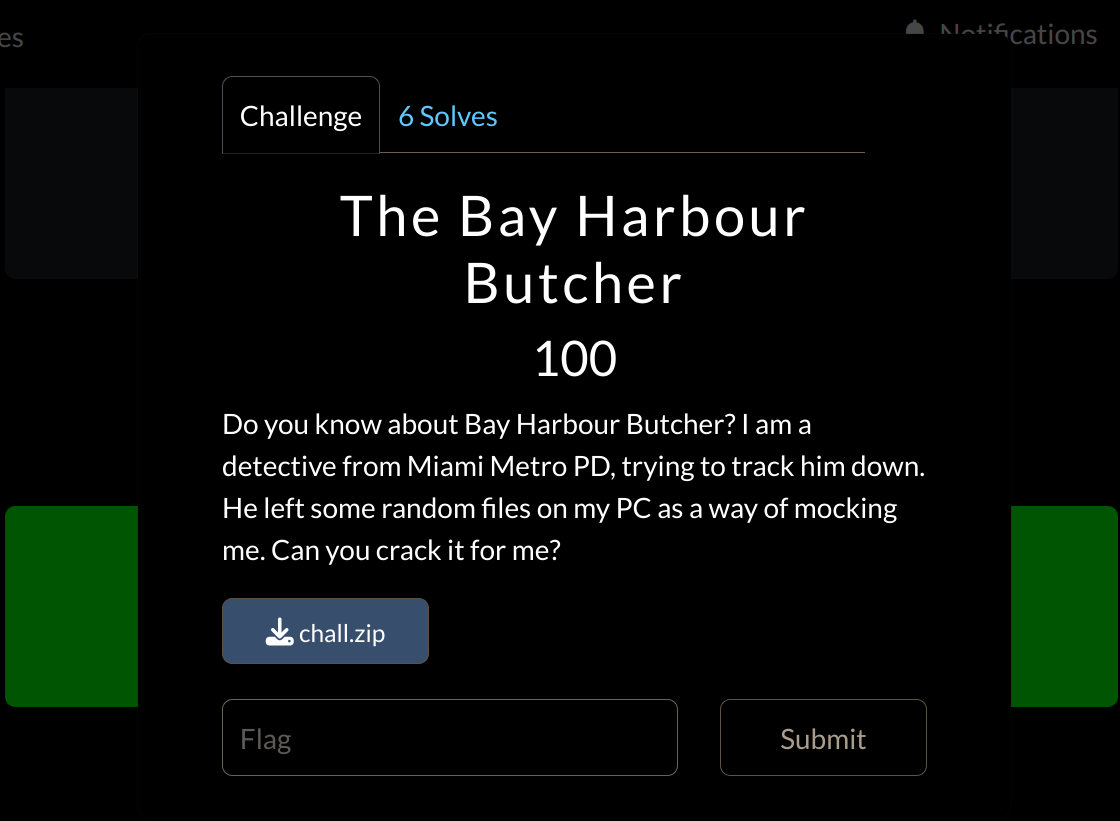 es
Notifications
Challenge
6 Solves
The Bay Harbour
Butcher
100
Do you know about Bay Harbour Butcher? I am a
detective from Miami Metro PD, trying to track him down.
He left some random files on my PC as a way of mocking
me. Can you crack it for me?
chall.zip
Flag
Submit